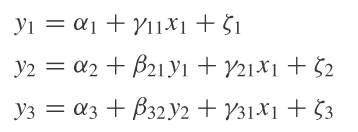 y₁ = α₁ + γ₁₁x₁ + ζ₁
y₂ = α₂ + β₂₁y₁ + γ₂₁x₁ + ζ₂
y₃ = α₃ + β₃₂y₂ + γ₃₁x₁ + ζ₃